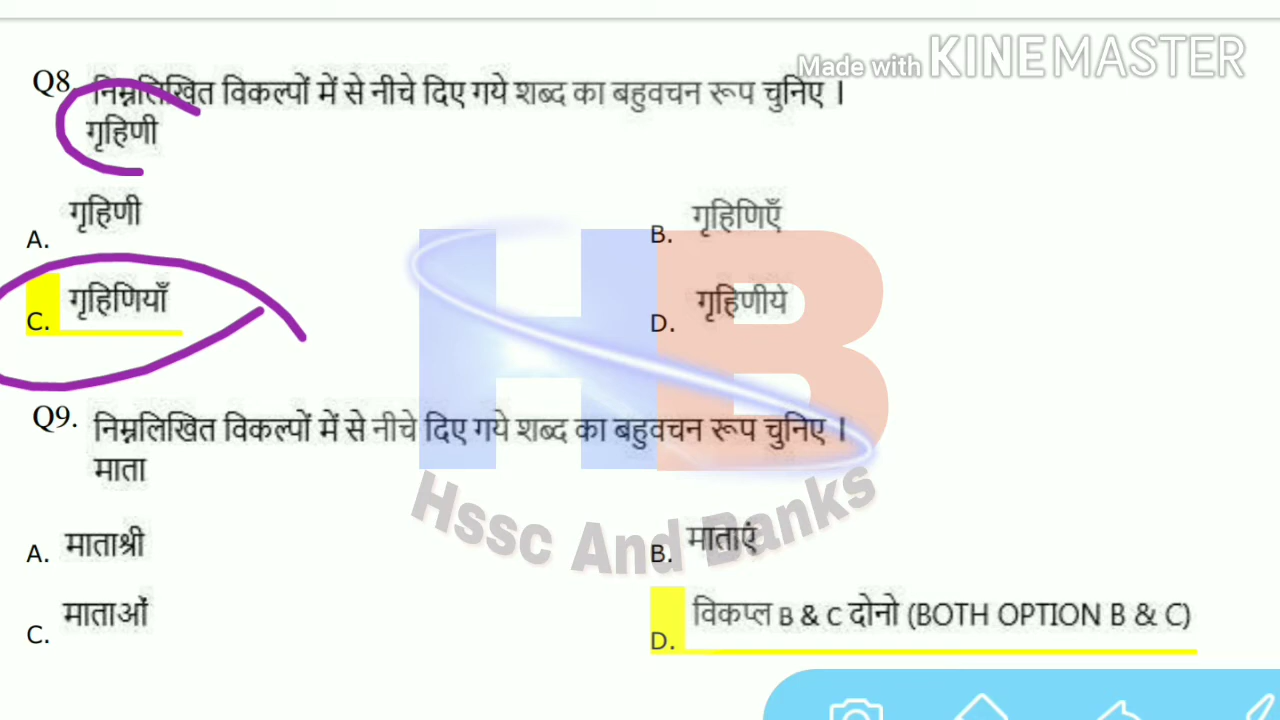 Made with KINEMASTER
Q8. निम्नलिखित विकल्पों में से नीचे दिए गये शब्द का बहुवचन रूप चुनिए ।
गृहिणी
A. गृहिणी
B. गृहिणिएँ
C. गृहिणियाँ
D. गृहिणीये
Q9. निम्नलिखित विकल्पों में से नीचे दिए गये शब्द का बहुवचन रूप चुनिए ।
माता
HB
Hssc And Banks
A. माताश्री
B. माताएं
C. माताओं
D. विकप्ल B & C दोनो (BOTH OPTION B & C)